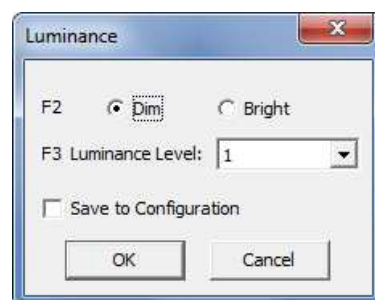 Luminance
F2 Dim Bright
F3 Luminance Level: 1
Save to Configuration
OK Cancel